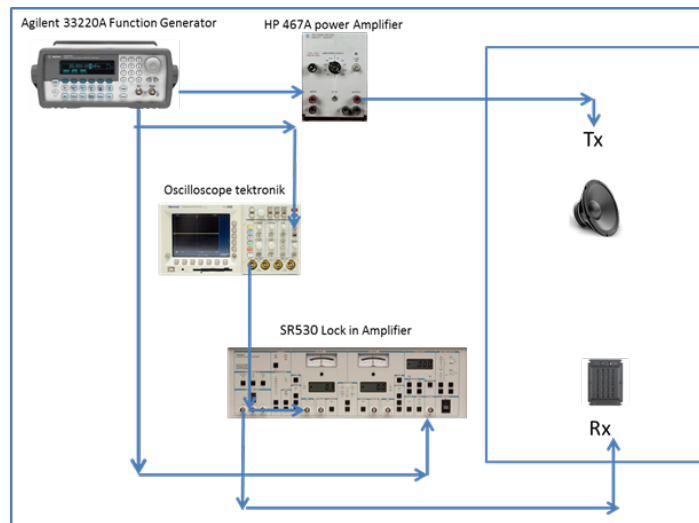 Agilent 33220A Function Generator
HP 467A power Amplifier
Tx
Oscilloscope tektronik
SR530 Lock in Amplifier
Rx